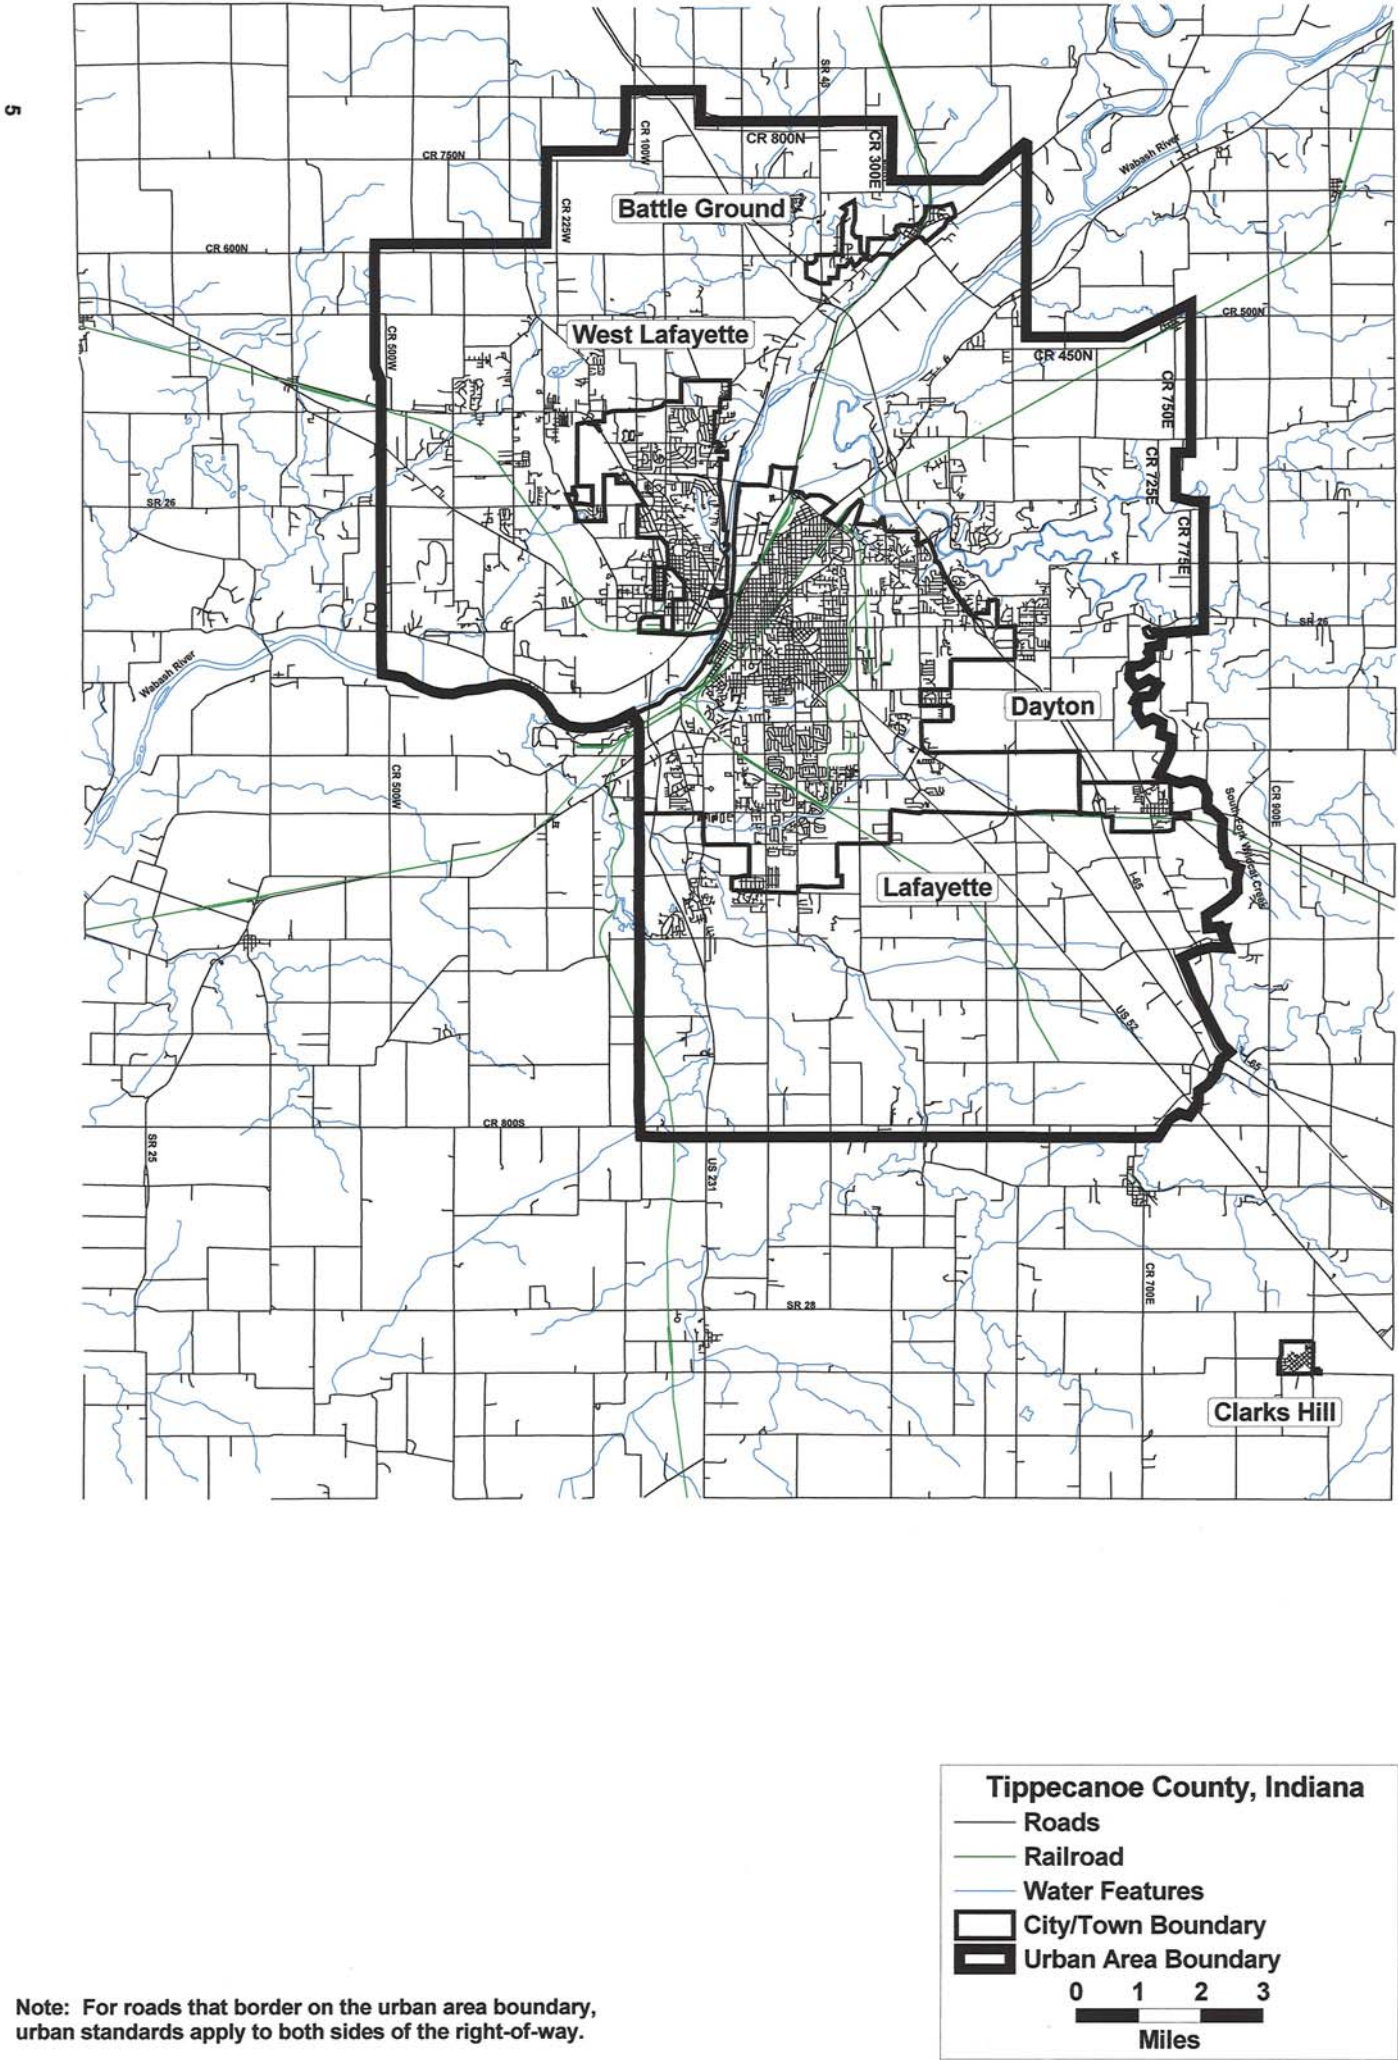 5
SR 43
CR 100W
CR 800N
CR 300E
CR 750N
Wabash River
CR 225W
Battle Ground
CR 600N
CR 500N
West Lafayette
CR 500W
CR 450N
CR 750E
CR 725E
SR 26
CR 775E
SR 26
Wabash River
Dayton
CR 500W
South Fork Wildcat Creek
CR 900E
I-65
Lafayette
US 52
I-65
CR 800S
SR 25
US 231
CR 700E
SR 28
Clarks Hill
Tippecanoe County, Indiana
Roads
Railroad
Water Features
City/Town Boundary
Urban Area Boundary
0 1 2 3
Miles
Note: For roads that border on the urban area boundary,
urban standards apply to both sides of the right-of-way.